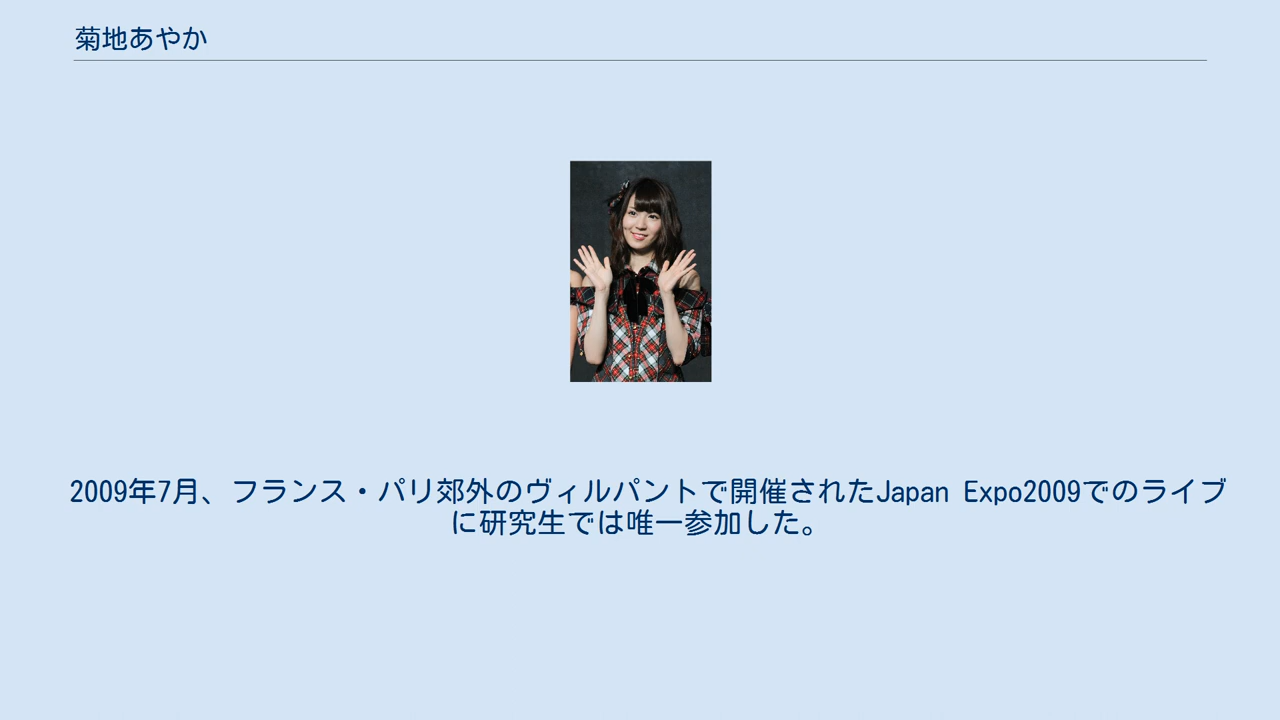 菊地あやか
2009年7月、フランス・パリ郊外のヴィルパントで開催されたJapan Expo2009でのライブ
に研究生では唯一参加した。